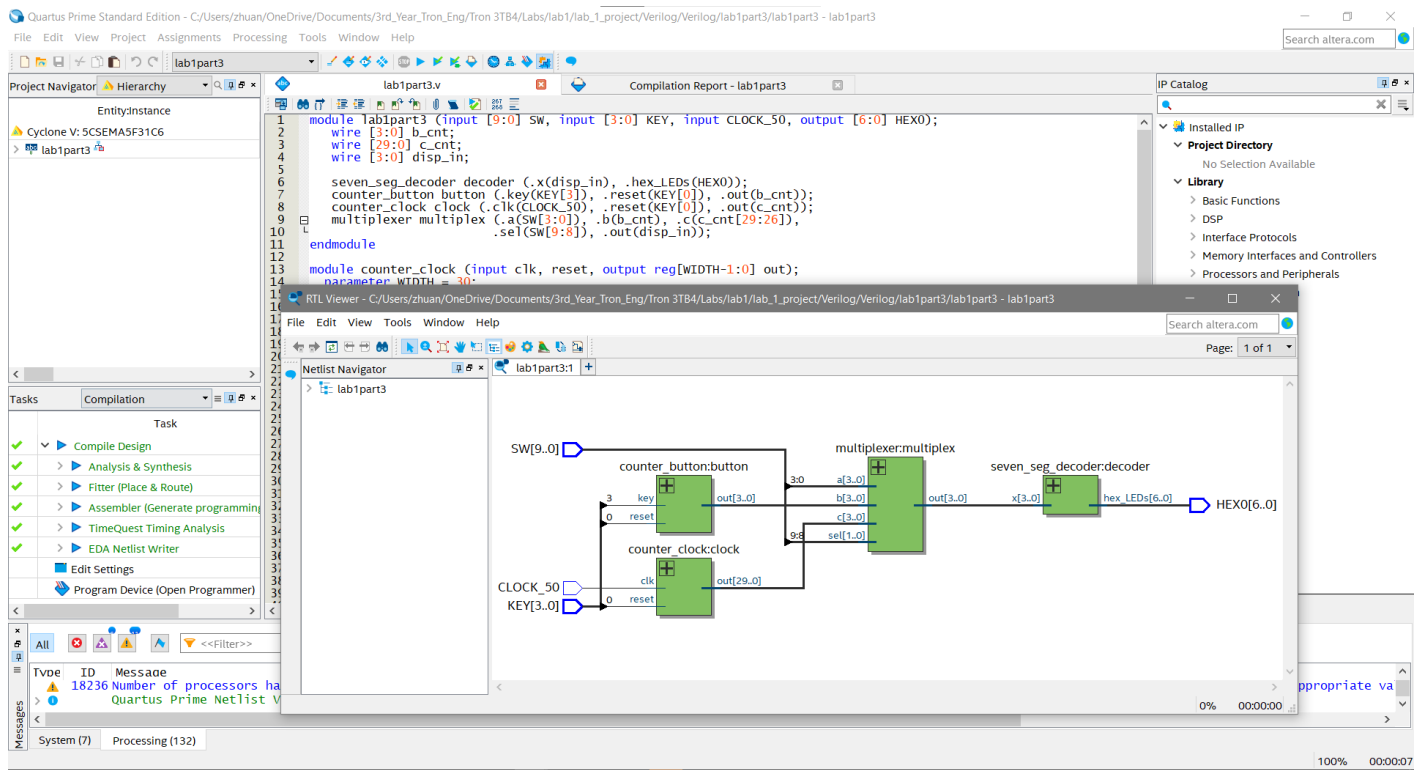 Quartus Prime Standard Edition - C:/Users/zhuan/OneDrive/Documents/3rd_Year_Tron_Eng/Tron 3TB4/Labs/lab1/lab_1_project/Verilog/Verilog/lab1part3/lab1part3 - lab1part3
File Edit View Project Assignments Processing Tools Window Help
Search altera.com
lab1part3
Project Navigator Hierarchy
Entity:Instance
Cyclone V: 5CSEMA5F31C6
lab1part3
lab1part3.v
Compilation Report - lab1part3
1 module lab1part3 (input [9:0] SW, input [3:0] KEY, input CLOCK_50, output [6:0] HEX0);
2 wire [3:0] b_cnt;
3 wire [29:0] c_cnt;
4 wire [3:0] disp_in;
5
6 seven_seg_decoder decoder (.x(disp_in), .hex_LEDs(HEX0));
7 counter_button button (.key(KEY[3]), .reset(KEY[0]), .out(b_cnt));
8 counter_clock clock (.clk(CLOCK_50), .reset(KEY[0]), .out(c_cnt));
9 multiplexer multiplex (.a(SW[3:0]), .b(b_cnt), .c(c_cnt[29:26]),
10 .sel(SW[9:8]), .out(disp_in));
11 endmodule
12
13 module counter_clock (input clk, reset, output reg[WIDTH-1:0] out);
14 parameter WIDTH = 30;
IP Catalog
Installed IP
Project Directory
No Selection Available
Library
Basic Functions
DSP
Interface Protocols
Memory Interfaces and Controllers
Processors and Peripherals
Tasks Compilation
Task
Compile Design
Analysis & Synthesis
Fitter (Place & Route)
Assembler (Generate programming
TimeQuest Timing Analysis
EDA Netlist Writer
Edit Settings
Program Device (Open Programmer)
RTL Viewer - C:/Users/zhuan/OneDrive/Documents/3rd_Year_Tron_Eng/Tron 3TB4/Labs/lab1/lab_1_project/Verilog/Verilog/lab1part3/lab1part3 - lab1part3
File Edit View Tools Window Help
Search altera.com
Page: 1 of 1
Netlist Navigator
lab1part3
lab1part3:1
SW[9..0]
CLOCK_50
KEY[3..0]
counter_button:button
3 key
0 reset
out[3..0]
counter_clock:clock
clk
0 reset
out[29..0]
multiplexer:multiplex
3:0 a[3..0]
b[3..0]
c[3..0]
9:8 sel[1..0]
out[3..0]
seven_seg_decoder:decoder
x[3..0]
hex_LEDs[6..0]
HEX0[6..0]
0% 00:00:00
Messages
All
<<Filter>>
Type ID Message
18236 Number of processors ha
ppropriate va
Quartus Prime Netlist V
System (7) Processing (132)
100% 00:00:07